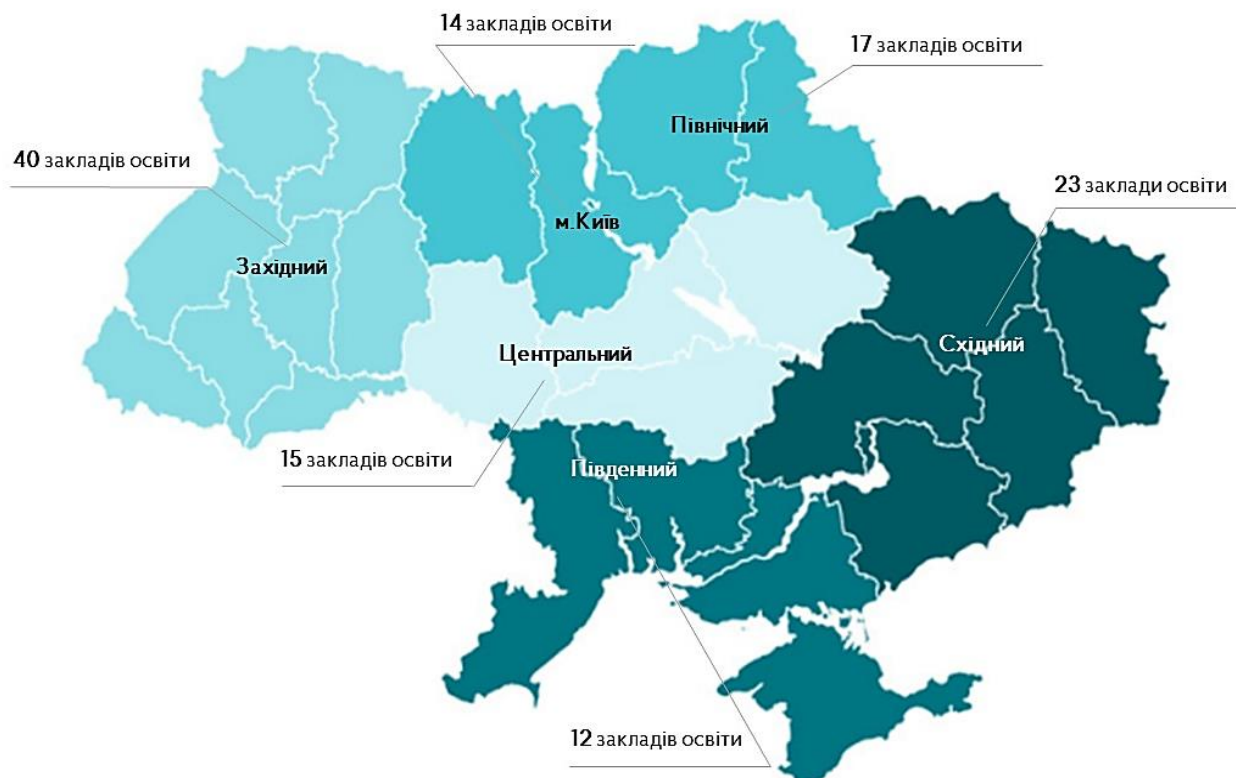 14 закладів освіти
17 закладів освіти
Північний
40 закладів освіти
23 заклади освіти
м.Київ
Західний
Східний
Центральний
15 закладів освіти
Південний
12 закладів освіти